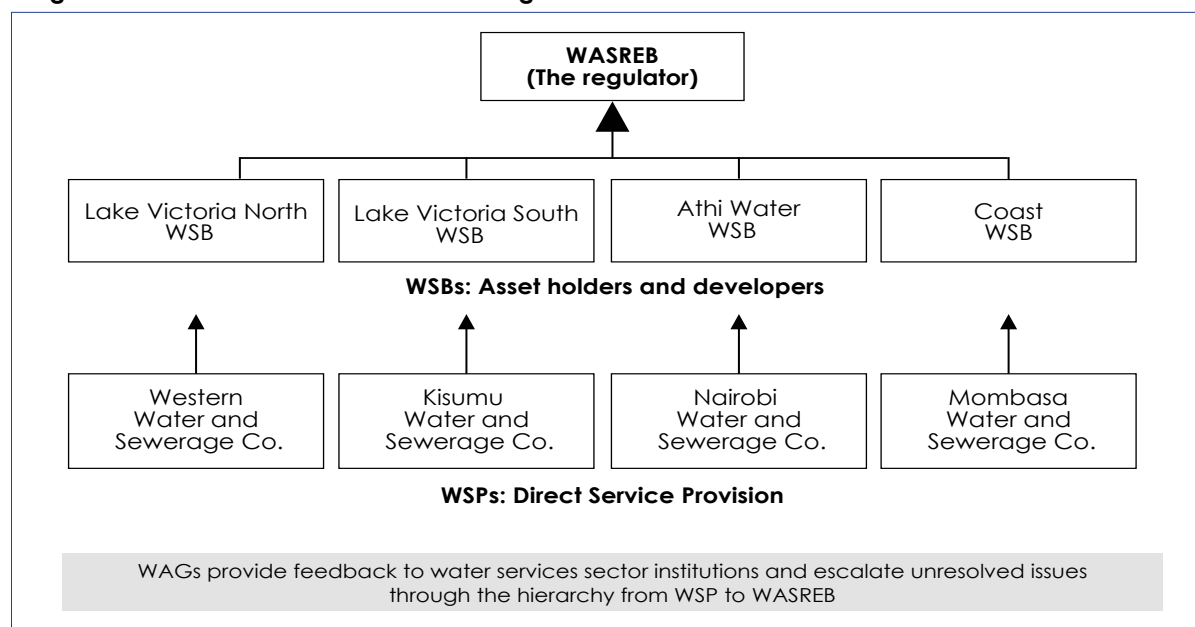 WASREB
(The regulator)
Lake Victoria North
WSB
Lake Victoria South
WSB
Athi Water
WSB
Coast
WSB
WSBs: Asset holders and developers
Western
Water and
Sewerage Co.
Kisumu
Water and
Sewerage Co.
Nairobi
Water and
Sewerage Co.
Mombasa
Water and
Sewerage Co.
WSPs: Direct Service Provision
WAGs provide feedback to water services sector institutions and escalate unresolved issues
through the hierarchy from WSP to WASREB